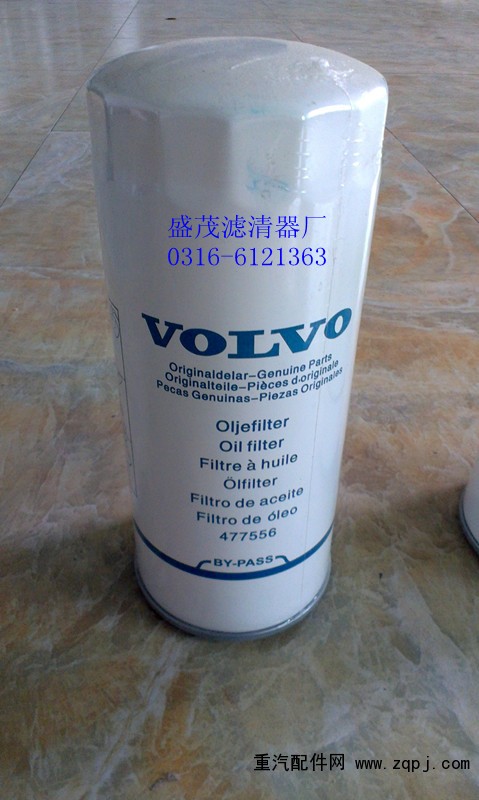 盛茂滤清器厂
0316-6121363
VOLVO
Originaldelar-Genuine Parts
Originalteile-Pièces d'originale
Pecas Genuinas-Piezas Originales
Oljefilter
Oil filter
Filtre à huile
Ölfilter
Filtro de aceite
Filtro de óleo
477556
BY-PASS
重汽配件网 www.zqpj.com